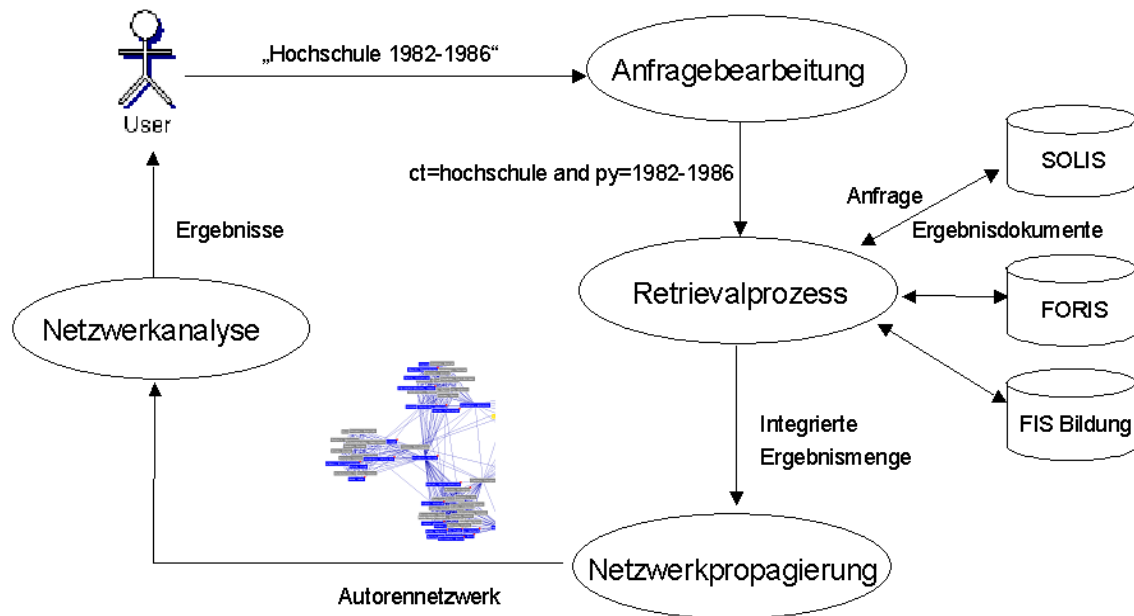 „Hochschule 1982-1986“
Anfragebearbeitung
User
ct=hochschule and py=1982-1986
SOLIS
Anfrage
Ergebnisdokumente
Ergebnisse
Retrievalprozess
FORIS
Netzwerkanalyse
FIS Bildung
Integrierte
Ergebnismenge
Netzwerkpropagierung
Autorennetzwerk